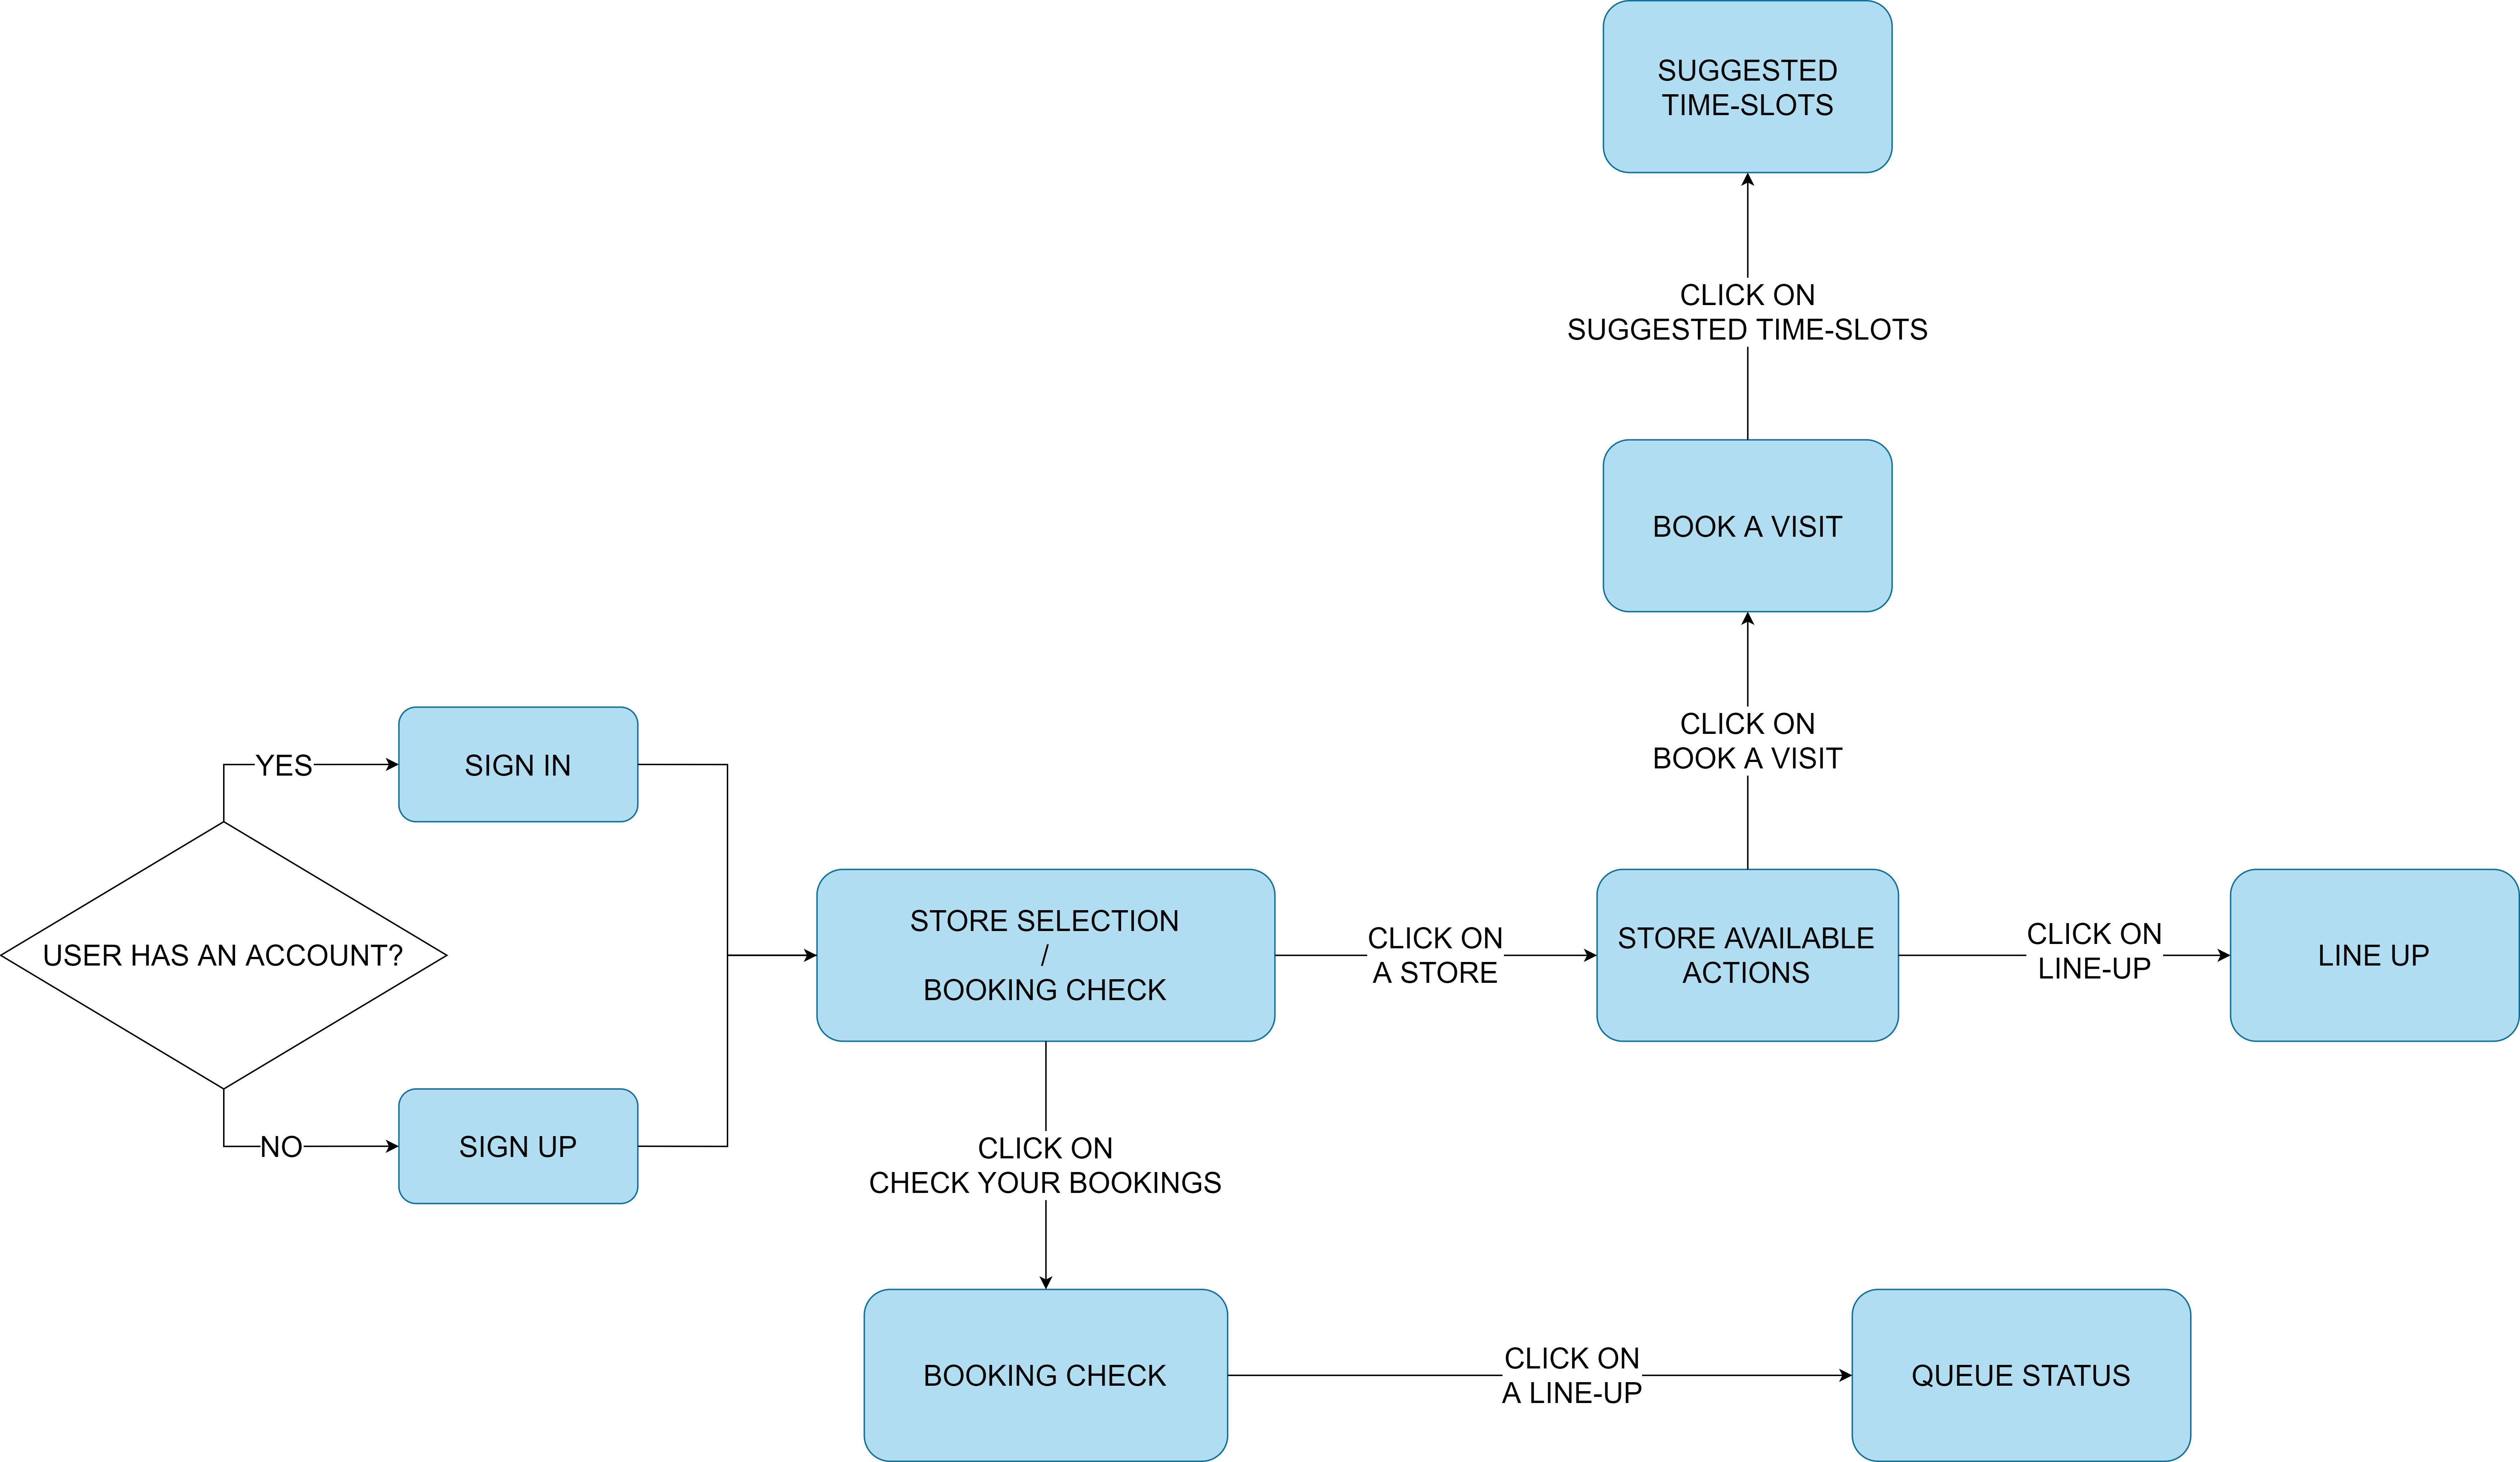 SUGGESTED
TIME-SLOTS
CLICK ON
SUGGESTED TIME-SLOTS
BOOK A VISIT
CLICK ON
BOOK A VISIT
YES
SIGN IN
USER HAS AN ACCOUNT?
NO
SIGN UP
STORE SELECTION
/
BOOKING CHECK
CLICK ON
A STORE
STORE AVAILABLE
ACTIONS
CLICK ON
LINE-UP
LINE UP
CLICK ON
CHECK YOUR BOOKINGS
BOOKING CHECK
CLICK ON
A LINE-UP
QUEUE STATUS